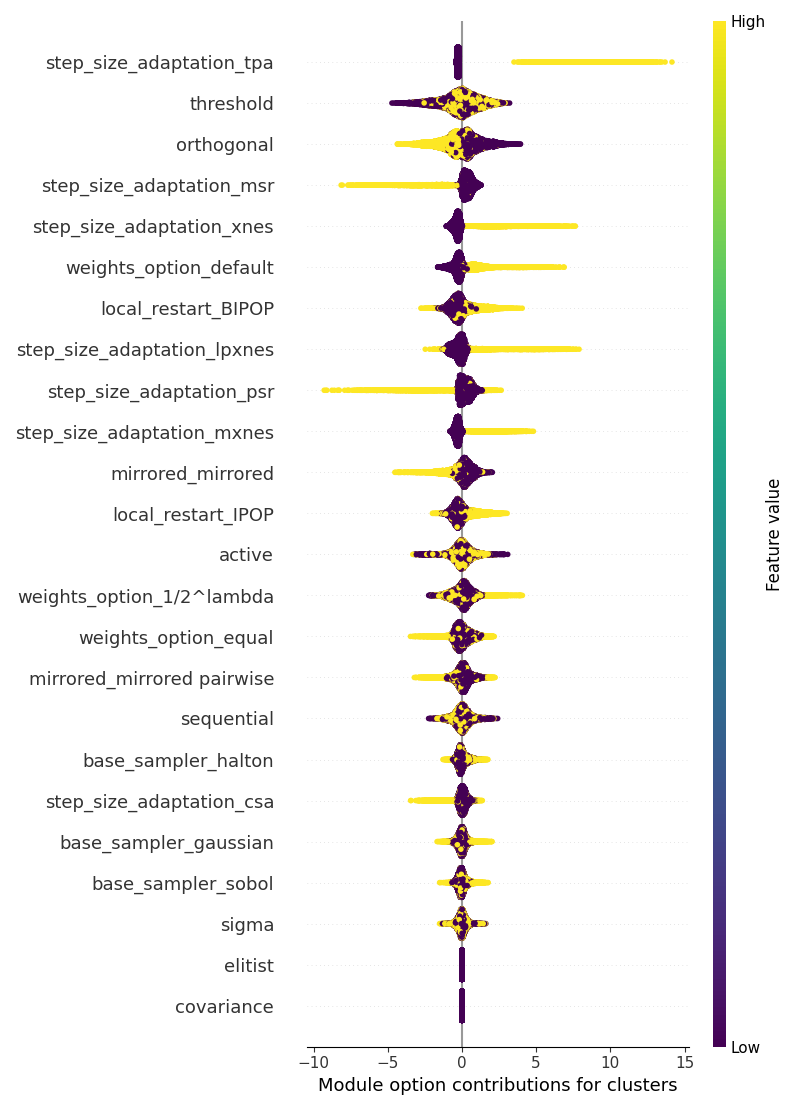 High
step_size_adaptation_tpa
threshold
orthogonal
step_size_adaptation_msr
step_size_adaptation_xnes
weights_option_default
local_restart_BIPOP
step_size_adaptation_lpxnes
step_size_adaptation_psr
step_size_adaptation_mxnes
mirrored_mirrored
local_restart_IPOP
active
weights_option_1/2^lambda
weights_option_equal
mirrored_mirrored pairwise
sequential
base_sampler_halton
step_size_adaptation_csa
base_sampler_gaussian
base_sampler_sobol
sigma
elitist
covariance
Feature value
Low
−10 −5 0 5 10 15
Module option contributions for clusters